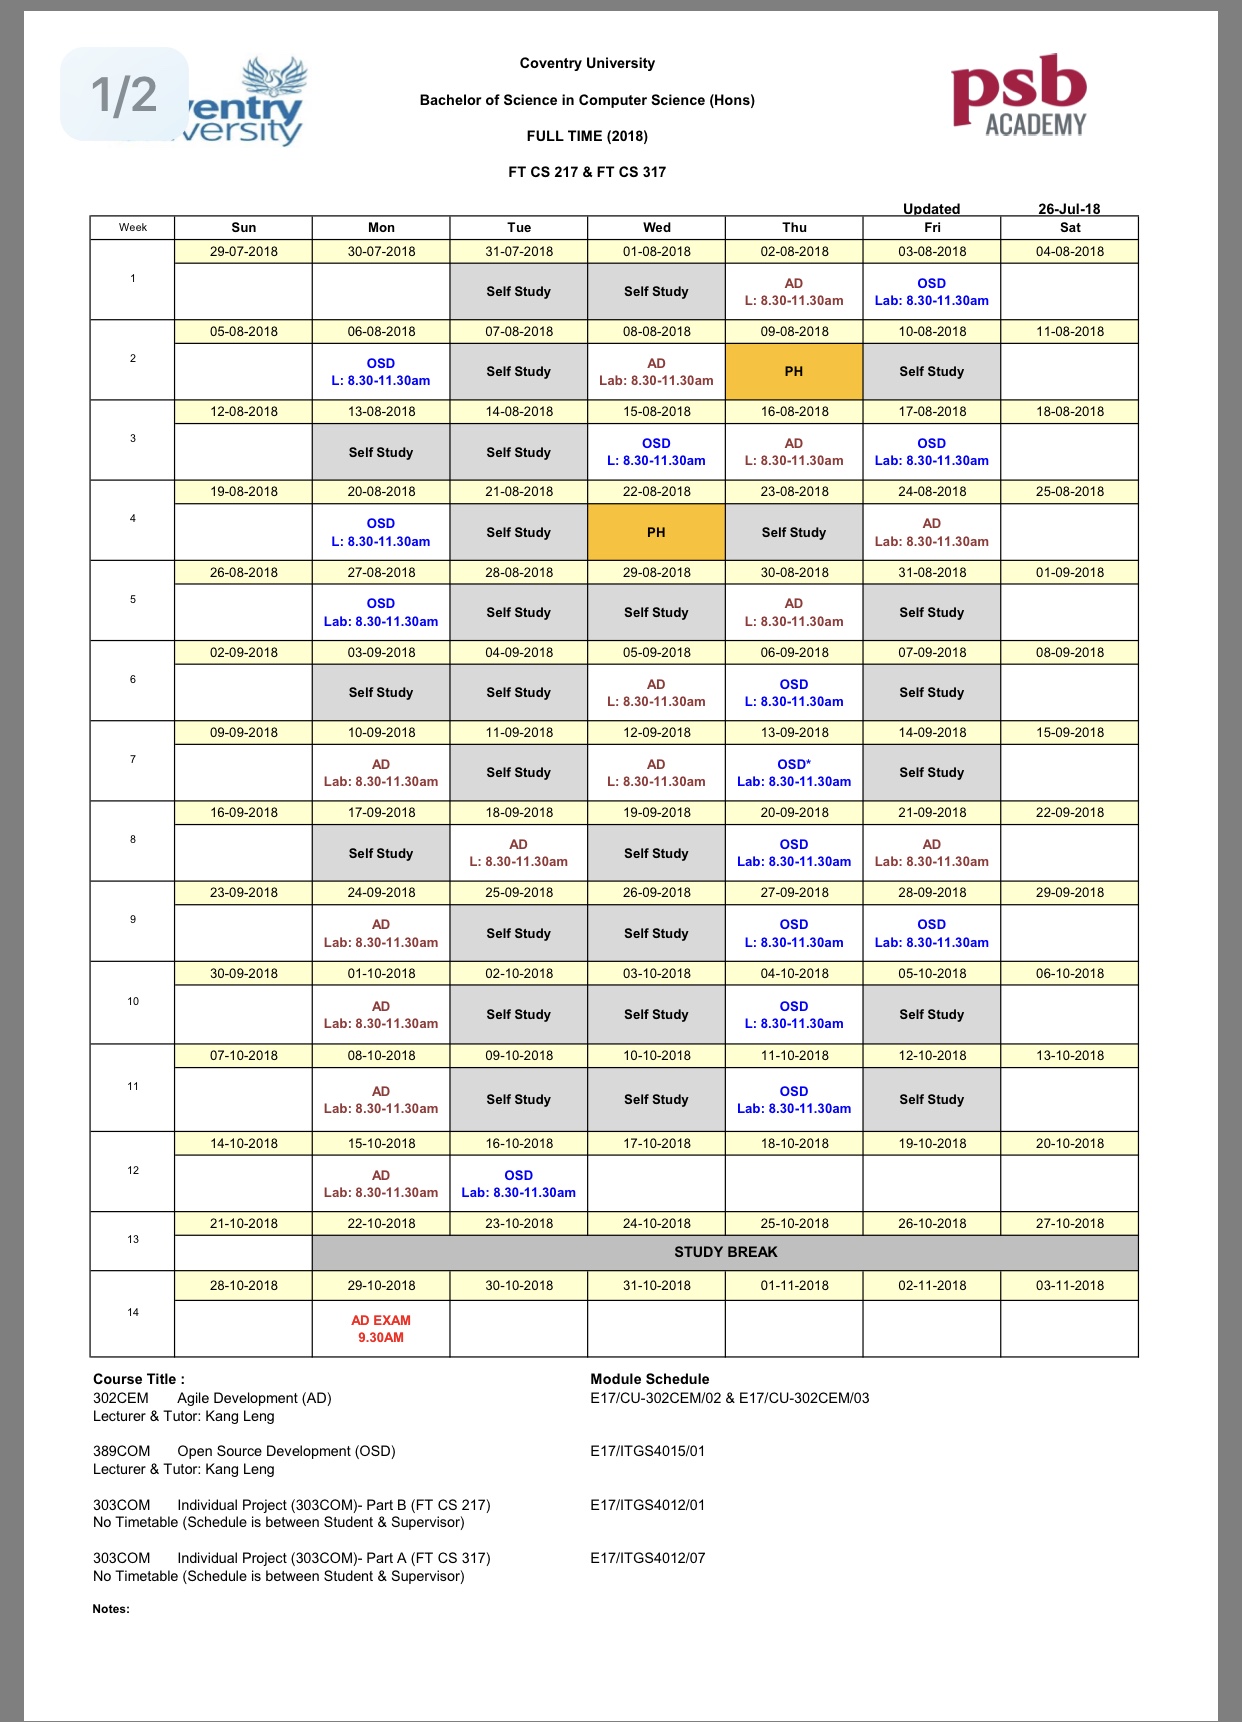 1/2
Coventry University
Bachelor of Science in Computer Science (Hons)
FULL TIME (2018)
FT CS 217 & FT CS 317
entry
versity
psb
ACADEMY
Updated 26-Jul-18
Week Sun Mon Tue Wed Thu Fri Sat
29-07-2018 30-07-2018 31-07-2018 01-08-2018 02-08-2018 03-08-2018 04-08-2018
1 Self Study Self Study AD OSD
L: 8.30-11.30am Lab: 8.30-11.30am
05-08-2018 06-08-2018 07-08-2018 08-08-2018 09-08-2018 10-08-2018 11-08-2018
2 OSD Self Study AD PH Self Study
L: 8.30-11.30am Lab: 8.30-11.30am
12-08-2018 13-08-2018 14-08-2018 15-08-2018 16-08-2018 17-08-2018 18-08-2018
3 Self Study Self Study OSD AD OSD
L: 8.30-11.30am L: 8.30-11.30am Lab: 8.30-11.30am
19-08-2018 20-08-2018 21-08-2018 22-08-2018 23-08-2018 24-08-2018 25-08-2018
4 OSD Self Study PH Self Study AD
L: 8.30-11.30am Lab: 8.30-11.30am
26-08-2018 27-08-2018 28-08-2018 29-08-2018 30-08-2018 31-08-2018 01-09-2018
5 OSD Self Study Self Study AD Self Study
Lab: 8.30-11.30am L: 8.30-11.30am
02-09-2018 03-09-2018 04-09-2018 05-09-2018 06-09-2018 07-09-2018 08-09-2018
6 Self Study Self Study AD OSD Self Study
L: 8.30-11.30am L: 8.30-11.30am
09-09-2018 10-09-2018 11-09-2018 12-09-2018 13-09-2018 14-09-2018 15-09-2018
7 AD Self Study AD OSD* Self Study
Lab: 8.30-11.30am L: 8.30-11.30am Lab: 8.30-11.30am
16-09-2018 17-09-2018 18-09-2018 19-09-2018 20-09-2018 21-09-2018 22-09-2018
8 Self Study AD Self Study OSD AD
L: 8.30-11.30am Lab: 8.30-11.30am Lab: 8.30-11.30am
23-09-2018 24-09-2018 25-09-2018 26-09-2018 27-09-2018 28-09-2018 29-09-2018
9 AD Self Study Self Study OSD OSD
Lab: 8.30-11.30am L: 8.30-11.30am Lab: 8.30-11.30am
30-09-2018 01-10-2018 02-10-2018 03-10-2018 04-10-2018 05-10-2018 06-10-2018
10 AD Self Study Self Study OSD Self Study
Lab: 8.30-11.30am L: 8.30-11.30am
07-10-2018 08-10-2018 09-10-2018 10-10-2018 11-10-2018 12-10-2018 13-10-2018
11 AD Self Study Self Study OSD Self Study
Lab: 8.30-11.30am Lab: 8.30-11.30am
14-10-2018 15-10-2018 16-10-2018 17-10-2018 18-10-2018 19-10-2018 20-10-2018
12 AD OSD
Lab: 8.30-11.30am Lab: 8.30-11.30am
21-10-2018 22-10-2018 23-10-2018 24-10-2018 25-10-2018 26-10-2018 27-10-2018
13 STUDY BREAK
28-10-2018 29-10-2018 30-10-2018 31-10-2018 01-11-2018 02-11-2018 03-11-2018
14 AD EXAM
9.30AM
Course Title : Module Schedule
302CEM Agile Development (AD) E17/CU-302CEM/02 & E17/CU-302CEM/03
Lecturer & Tutor: Kang Leng
389COM Open Source Development (OSD) E17/ITGS4015/01
Lecturer & Tutor: Kang Leng
303COM Individual Project (303COM)- Part B (FT CS 217) E17/ITGS4012/01
No Timetable (Schedule is between Student & Supervisor)
303COM Individual Project (303COM)- Part A (FT CS 317) E17/ITGS4012/07
No Timetable (Schedule is between Student & Supervisor)
Notes: